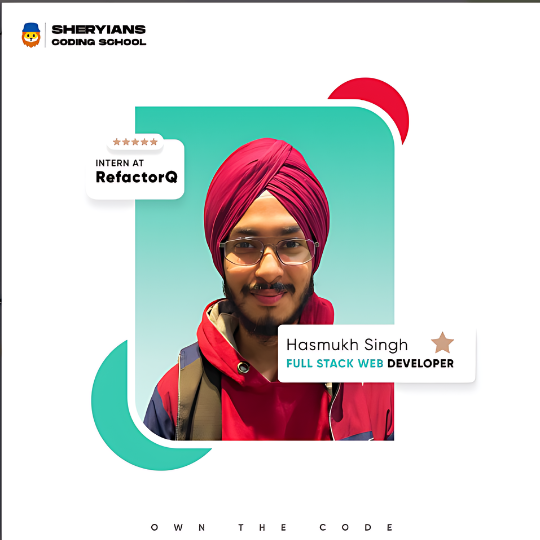 SHERYIANS
CODING SCHOOL
INTERN AT
RefactorQ
Hasmukh Singh
FULL STACK WEB DEVELOPER
OWN THE CODE